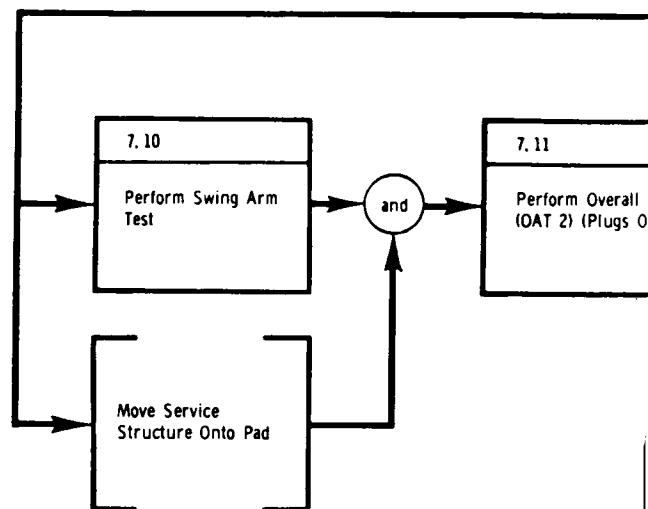 7.10
Perform Swing Arm
Test
and
7.11
Perform Overall
(OAT 2) (Plugs O
Move Service
Structure Onto Pad